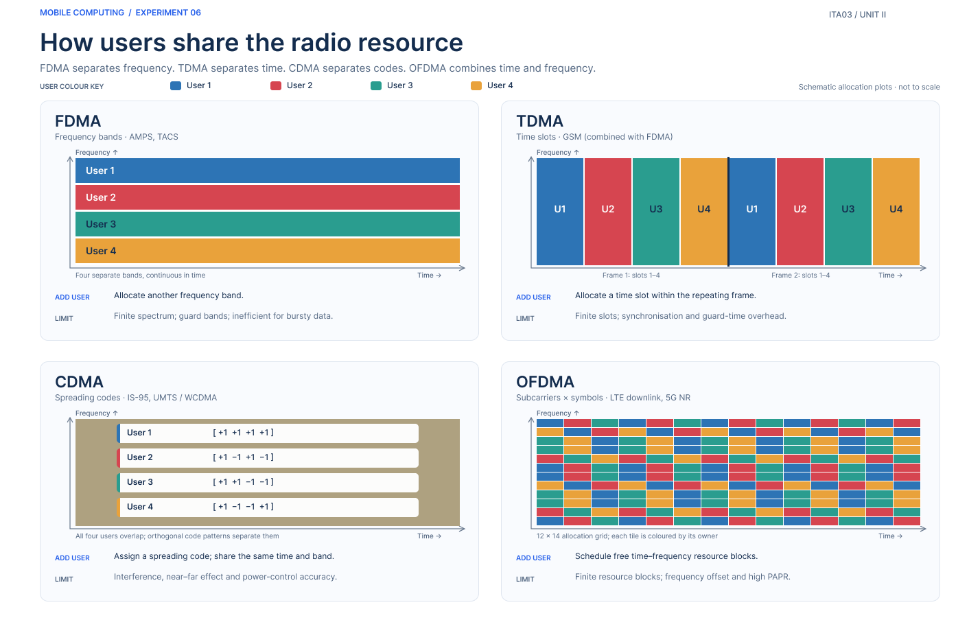 MOBILE COMPUTING / EXPERIMENT 06
ITA03 / UNIT II
How users share the radio resource
FDMA separates frequency. TDMA separates time. CDMA separates codes. OFDMA combines time and frequency.
USER COLOUR KEY User 1 User 2 User 3 User 4 Schematic allocation plots · not to scale
FDMA
Frequency bands · AMPS, TACS
Frequency ↑
User 1
User 2
User 3
User 4
Four separate bands, continuous in time Time →
ADD USER Allocate another frequency band.
LIMIT Finite spectrum; guard bands; inefficient for bursty data.
TDMA
Time slots · GSM (combined with FDMA)
Frequency ↑
U1 U2 U3 U4 U1 U2 U3 U4
Frame 1: slots 1–4 Frame 2: slots 1–4 Time →
ADD USER Allocate a time slot within the repeating frame.
LIMIT Finite slots; synchronisation and guard-time overhead.
CDMA
Spreading codes · IS-95, UMTS / WCDMA
Frequency ↑
User 1 [ +1 +1 +1 +1 ]
User 2 [ +1 −1 +1 −1 ]
User 3 [ +1 +1 −1 −1 ]
User 4 [ +1 −1 −1 +1 ]
All four users overlap; orthogonal code patterns separate them Time →
ADD USER Assign a spreading code; share the same time and band.
LIMIT Interference, near–far effect and power-control accuracy.
OFDMA
Subcarriers × symbols · LTE downlink, 5G NR
Frequency ↑
12 × 14 allocation grid; each tile is coloured by its owner Time →
ADD USER Schedule free time–frequency resource blocks.
LIMIT Finite resource blocks; frequency offset and high PAPR.